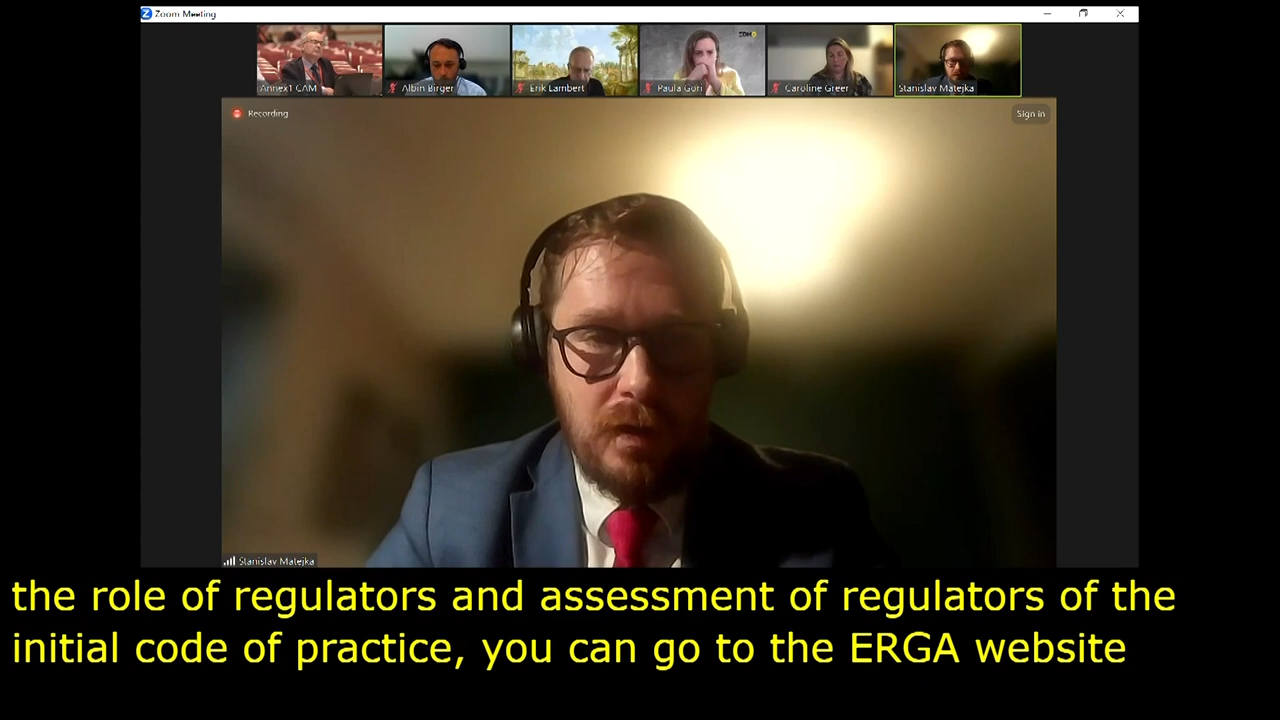 Zoom Meeting
Annex1 CAM
Albin Birger
Erik Lambert
Paula Gori
Caroline Greer
Stanislav Matejka
Recording
Sign in
Stanislav Matejka
the role of regulators and assessment of regulators of the
initial code of practice, you can go to the ERGA website